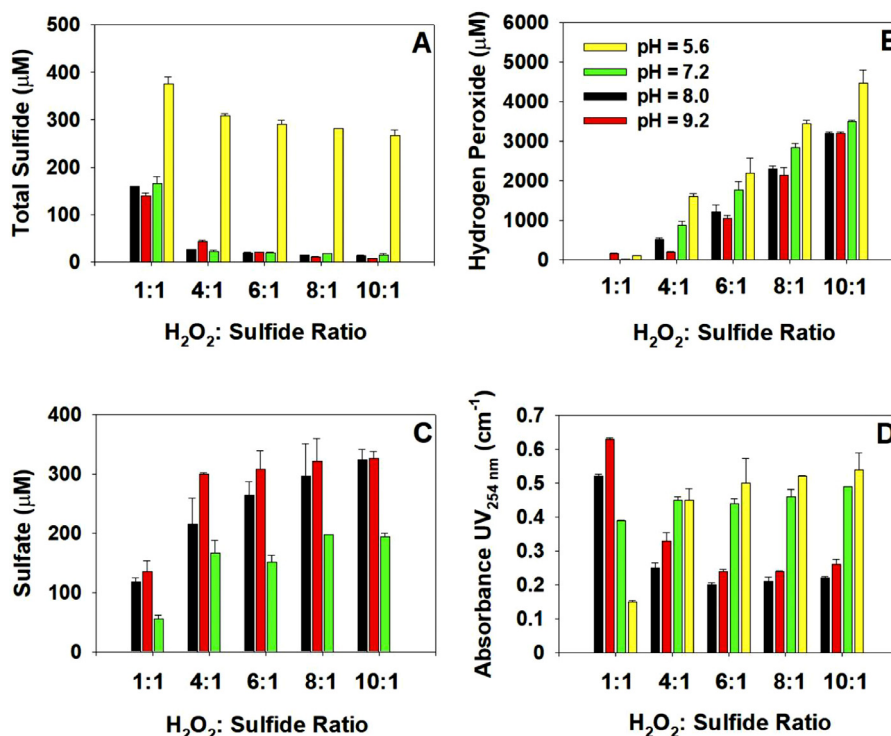 A
Total Sulfide (μM)
500
400
300
200
100
0
1:1 4:1 6:1 8:1 10:1
H₂O₂: Sulfide Ratio
B
Hydrogen Peroxide (μM)
6000
5000
4000
3000
2000
1000
0
pH = 5.6
pH = 7.2
pH = 8.0
pH = 9.2
1:1 4:1 6:1 8:1 10:1
H₂O₂: Sulfide Ratio
C
Sulfate (μM)
400
300
200
100
0
1:1 4:1 6:1 8:1 10:1
H₂O₂: Sulfide Ratio
D
Absorbance UV₂₅₄ ₙₘ (cm⁻¹)
0.7
0.6
0.5
0.4
0.3
0.2
0.1
0
1:1 4:1 6:1 8:1 10:1
H₂O₂: Sulfide Ratio